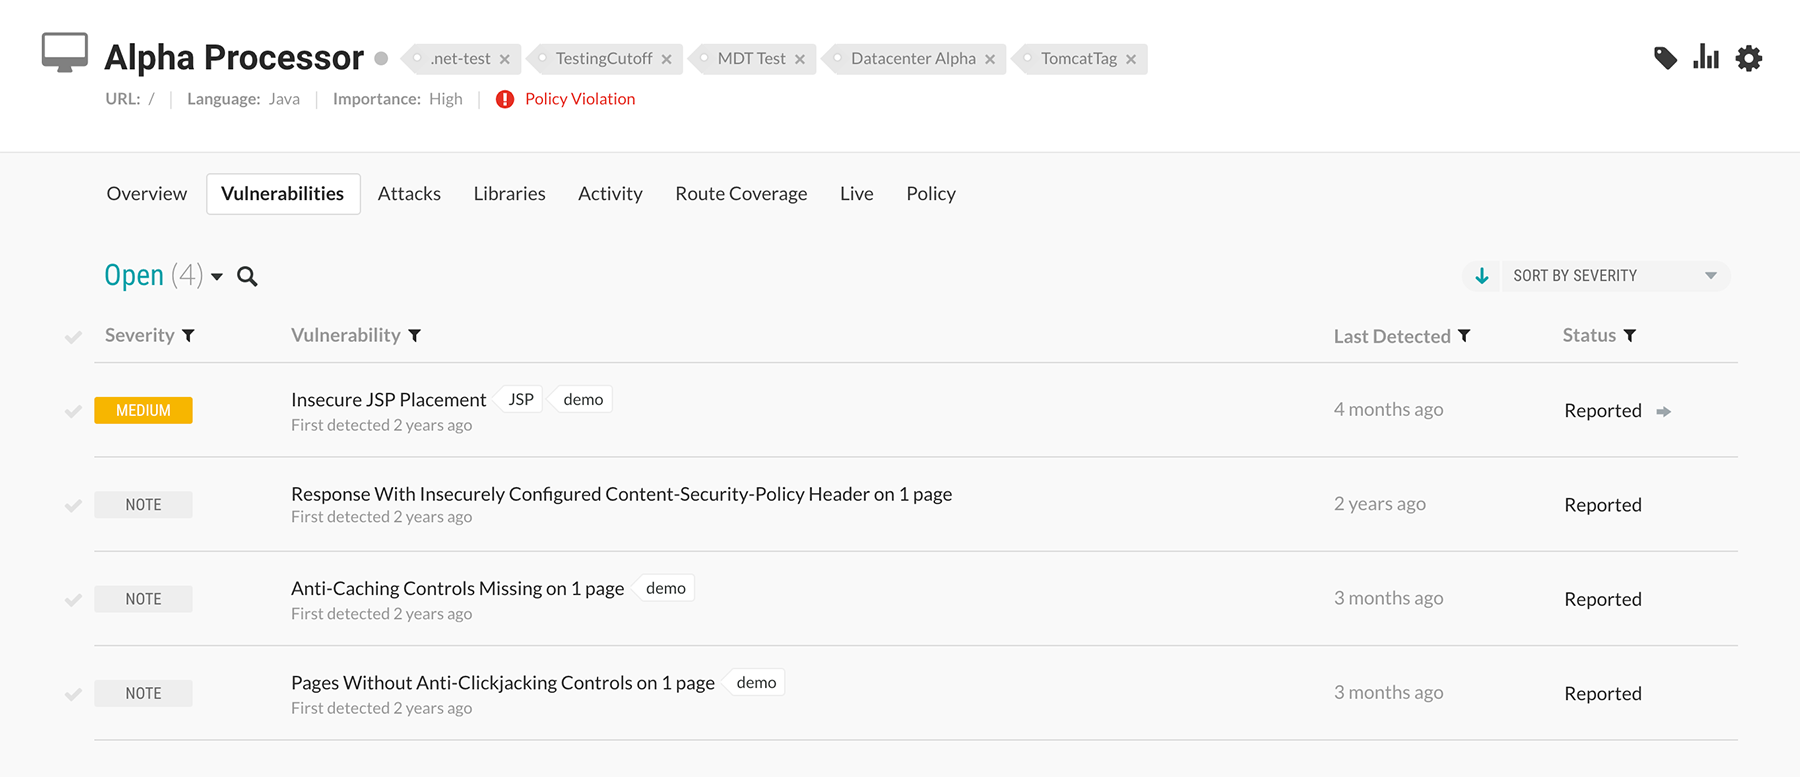 Alpha Processor .net-test × TestingCutoff × MDT Test × Datacenter Alpha × TomcatTag ×
URL: / Language: Java Importance: High Policy Violation
Overview Vulnerabilities Attacks Libraries Activity Route Coverage Live Policy
Open (4) SORT BY SEVERITY
Severity Vulnerability Last Detected Status
MEDIUM Insecure JSP Placement JSP demo 4 months ago Reported
First detected 2 years ago
NOTE Response With Insecurely Configured Content-Security-Policy Header on 1 page 2 years ago Reported
First detected 2 years ago
NOTE Anti-Caching Controls Missing on 1 page demo 3 months ago Reported
First detected 2 years ago
NOTE Pages Without Anti-Clickjacking Controls on 1 page demo 3 months ago Reported
First detected 2 years ago